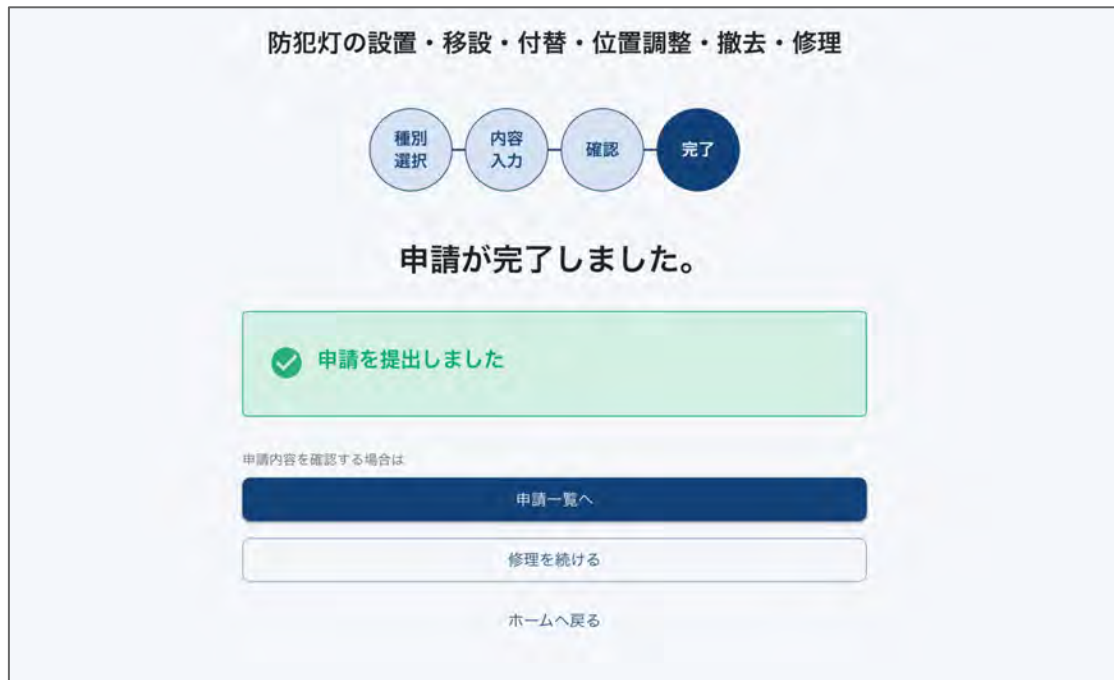 防犯灯の設置・移設・付替・位置調整・撤去・修理
種別
選択
内容
入力
確認
完了
申請が完了しました。
申請を提出しました
申請内容を確認する場合は
申請一覧へ
修理を続ける
ホームへ戻る